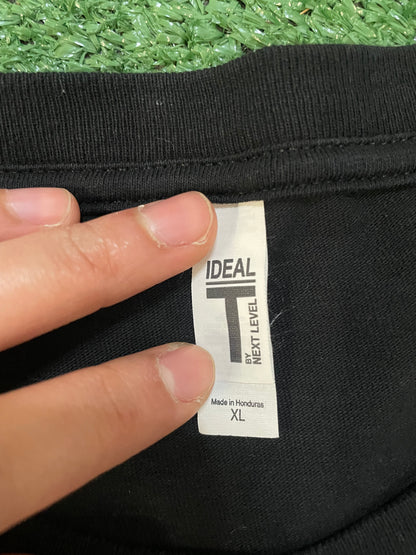 IDEAL
T
BY
NEXT LEVEL
Made in Honduras
XL